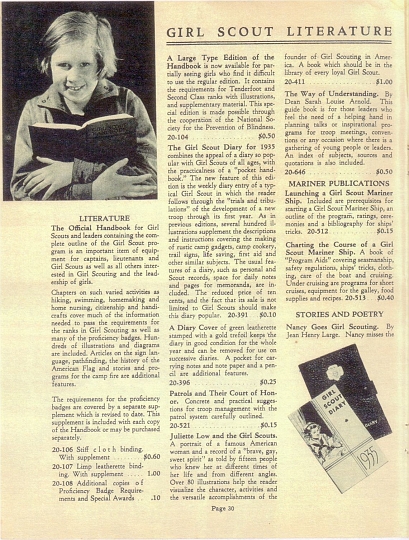 GIRL SCOUT LITERATURE
LITERATURE
The Official Handbook for Girl
Scouts and leaders containing the com-
plete outline of the Girl Scout pro-
gram is an important item of equip-
ment for captains, lieutenants and
Girl Scouts as well as all others inter-
ested in Girl Scouting and the lead-
ership of girls.
Chapters on such varied activities as
hiking, swimming, homemaking and
home nursing, citizenship and handi-
crafts cover much of the information
needed to pass the requirements for
the ranks in Girl Scouting as well as
many of the proficiency badges. Hun-
dreds of illustrations and diagrams
are included. Articles on the sign lan-
guage, pathfinding, the history of the
American Flag and stories and pro-
grams for the camp fire are additional
features.
The requirements for the proficiency
badges are covered by a separate sup-
plement which is revised to date. This
supplement is included with each copy
of the Handbook or may be purchased
separately.
20-106 Stiff cloth binding.
With supplement $0.60
20-107 Limp leatherette bind-
ing. With supplement .... 1.00
20-108 Additional copies of
Proficiency Badge Require-
ments and Special Awards .. .10
A Large Type Edition of the
Handbook is now available for par-
tially seeing girls who find it difficult
to use the regular edition. It contains
the requirements for Tenderfoot and
Second Class ranks with illustrations,
and supplementary material. This spe-
cial edition is made possible through
the cooperation of the National So-
ciety for the Prevention of Blindness.
20-104 $0.50
The Girl Scout Diary for 1935
combines the appeal of a diary so pop-
ular with Girl Scouts of all ages, with
the practicalness of a "pocket hand-
book." The new feature of this edi-
tion is the weekly diary entry of a typ-
ical Girl Scout in which the reader
follows through the "trials and tribu-
lations" of the development of a new
troop through its first year. As in
previous editions, several hundred il-
lustrations supplement the descriptions
and instructions covering the making
of rustic camp gadgets, camp cookery,
trail signs, life saving, first aid and
other similar subjects. The usual fea-
tures of a diary, such as personal and
Scout records, space for daily notes
and pages for memoranda, are in-
cluded. The reduced price of ten
cents, and the fact that its sale is not
limited to Girl Scouts should make
this diary popular. 20-391 $0.10
A Diary Cover of green leatherette
stamped with a gold trefoil keeps the
diary in good condition for the whole
year and can be removed for use on
successive diaries. A pocket for car-
rying notes and note paper and a pen-
cil are additional features.
20-396 $0.25
Patrols and Their Court of Hon-
or. Concrete and practical sugges-
tions for troop management with the
patrol system carefully outlined.
20-521 $0.15
Juliette Low and the Girl Scouts.
A portrait of a famous American
woman and a record of a "brave, gay,
sweet spirit" as told by fifteen people
who knew her at different times of
her life and from different angles.
Over 80 illustrations help the reader
visualize the character, activities and
the versatile accomplishments of the
founder of Girl Scouting in Amer-
ica. A book which should be in the
library of every loyal Girl Scout.
20-411 $1.00
The Way of Understanding. By
Dean Sarah Louise Arnold. This
guide book is for those leaders who
feel the need of a helping hand in
planning talks or inspirational pro-
grams for troop meetings, conven-
tions or any occasion where there is a
gathering of young people or leaders.
An index of subjects, sources and
quotations is also included.
20-646 $0.50
MARINER PUBLICATIONS
Launching a Girl Scout Mariner
Ship. Included are prerequisites for
starting a Girl Scout Mariner Ship, an
outline of the program, ratings, cere-
monies and a bibliography for ships'
tricks. 20-512 $0.15
Charting the Course of a Girl
Scout Mariner Ship. A book of
"Program Aids" covering seamanship,
safety regulations, ships' tricks, cloth-
ing, care of the boat and cruising.
Under cruising are programs for short
cruises, equipment for the galley, food
supplies and recipes. 20-513 $0.40
STORIES AND POETRY
Nancy Goes Girl Scouting. By
Jean Henry Large. Nancy misses the
GIRL
SCOUT
DIARY
1935
DIARY
Page 30